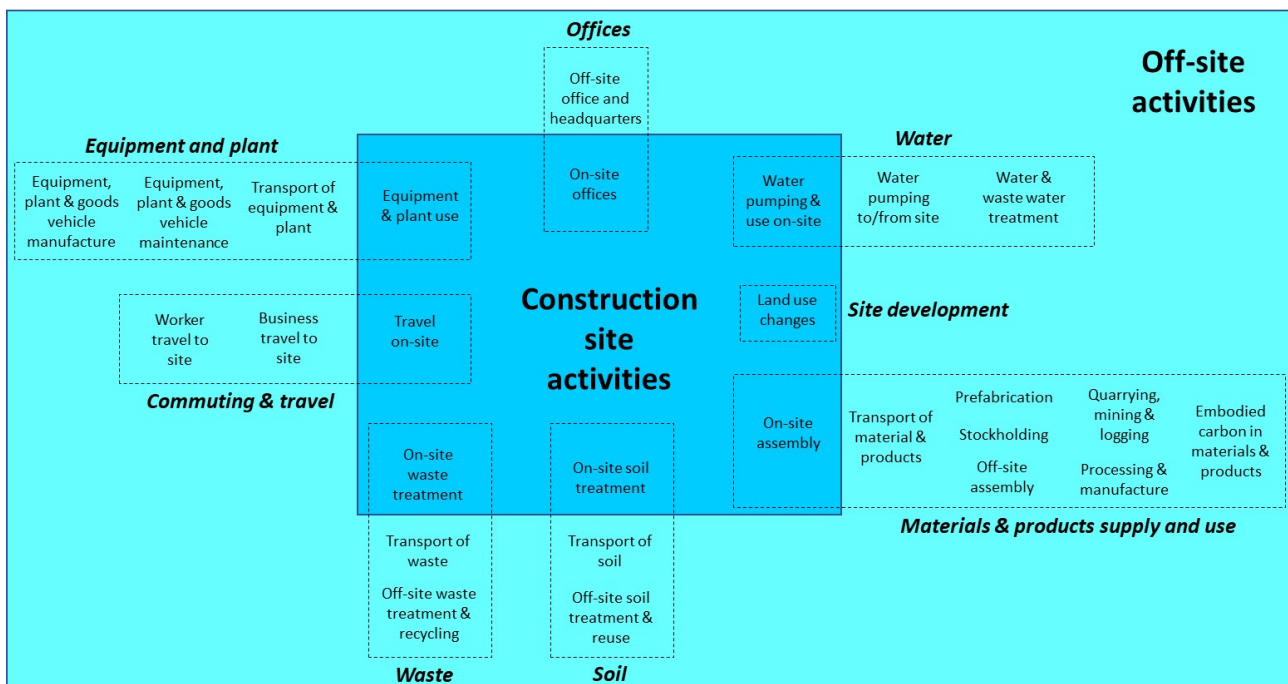 Offices
Off-site
office and
headquarters
On-site
offices
Off-site
activities
Equipment and plant
Equipment,
plant & goods
vehicle
manufacture
Equipment,
plant & goods
vehicle
maintenance
Transport of
equipment &
plant
Equipment
& plant use
Water
Water
pumping &
use on-site
Water
pumping
to/from site
Water &
waste water
treatment
Construction
site
activities
Land use
changes
Site development
Worker
travel to
site
Business
travel to
site
Travel
on-site
Commuting & travel
On-site
assembly
Transport of
material &
products
Prefabrication
Stockholding
Off-site
assembly
Quarrying,
mining &
logging
Processing &
manufacture
Embodied
carbon in
materials &
products
Materials & products supply and use
On-site
waste
treatment
Transport of
waste
Off-site waste
treatment &
recycling
Waste
On-site soil
treatment
Transport of
soil
Off-site soil
treatment &
reuse
Soil